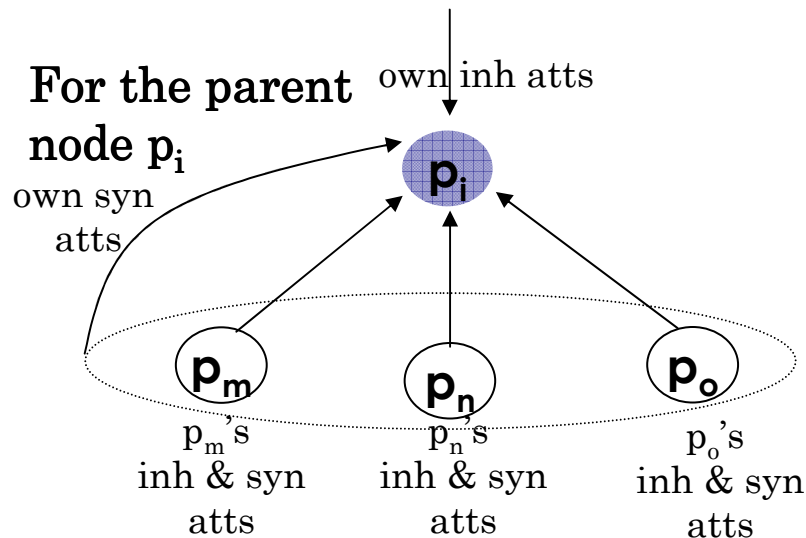 For the parent
node pᵢ
own inh atts
own syn
atts
pᵢ
pₘ
pₙ
pₒ
pₘ's
inh & syn
atts
pₙ's
inh & syn
atts
pₒ's
inh & syn
atts